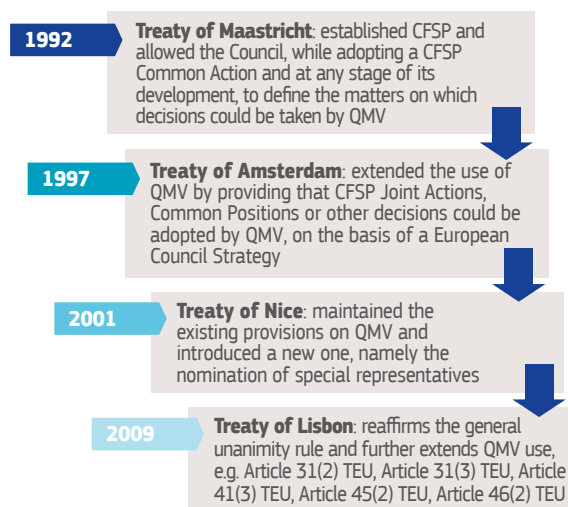 1992
Treaty of Maastricht: established CFSP and
allowed the Council, while adopting a CFSP
Common Action and at any stage of its
development, to define the matters on which
decisions could be taken by QMV
1997
Treaty of Amsterdam: extended the use of
QMV by providing that CFSP Joint Actions,
Common Positions or other decisions could be
adopted by QMV, on the basis of a European
Council Strategy
2001
Treaty of Nice: maintained the
existing provisions on QMV and
introduced a new one, namely the
nomination of special representatives
2009
Treaty of Lisbon: reaffirms the general
unanimity rule and further extends QMV use,
e.g. Article 31(2) TEU, Article 31(3) TEU, Article
41(3) TEU, Article 45(2) TEU, Article 46(2) TEU